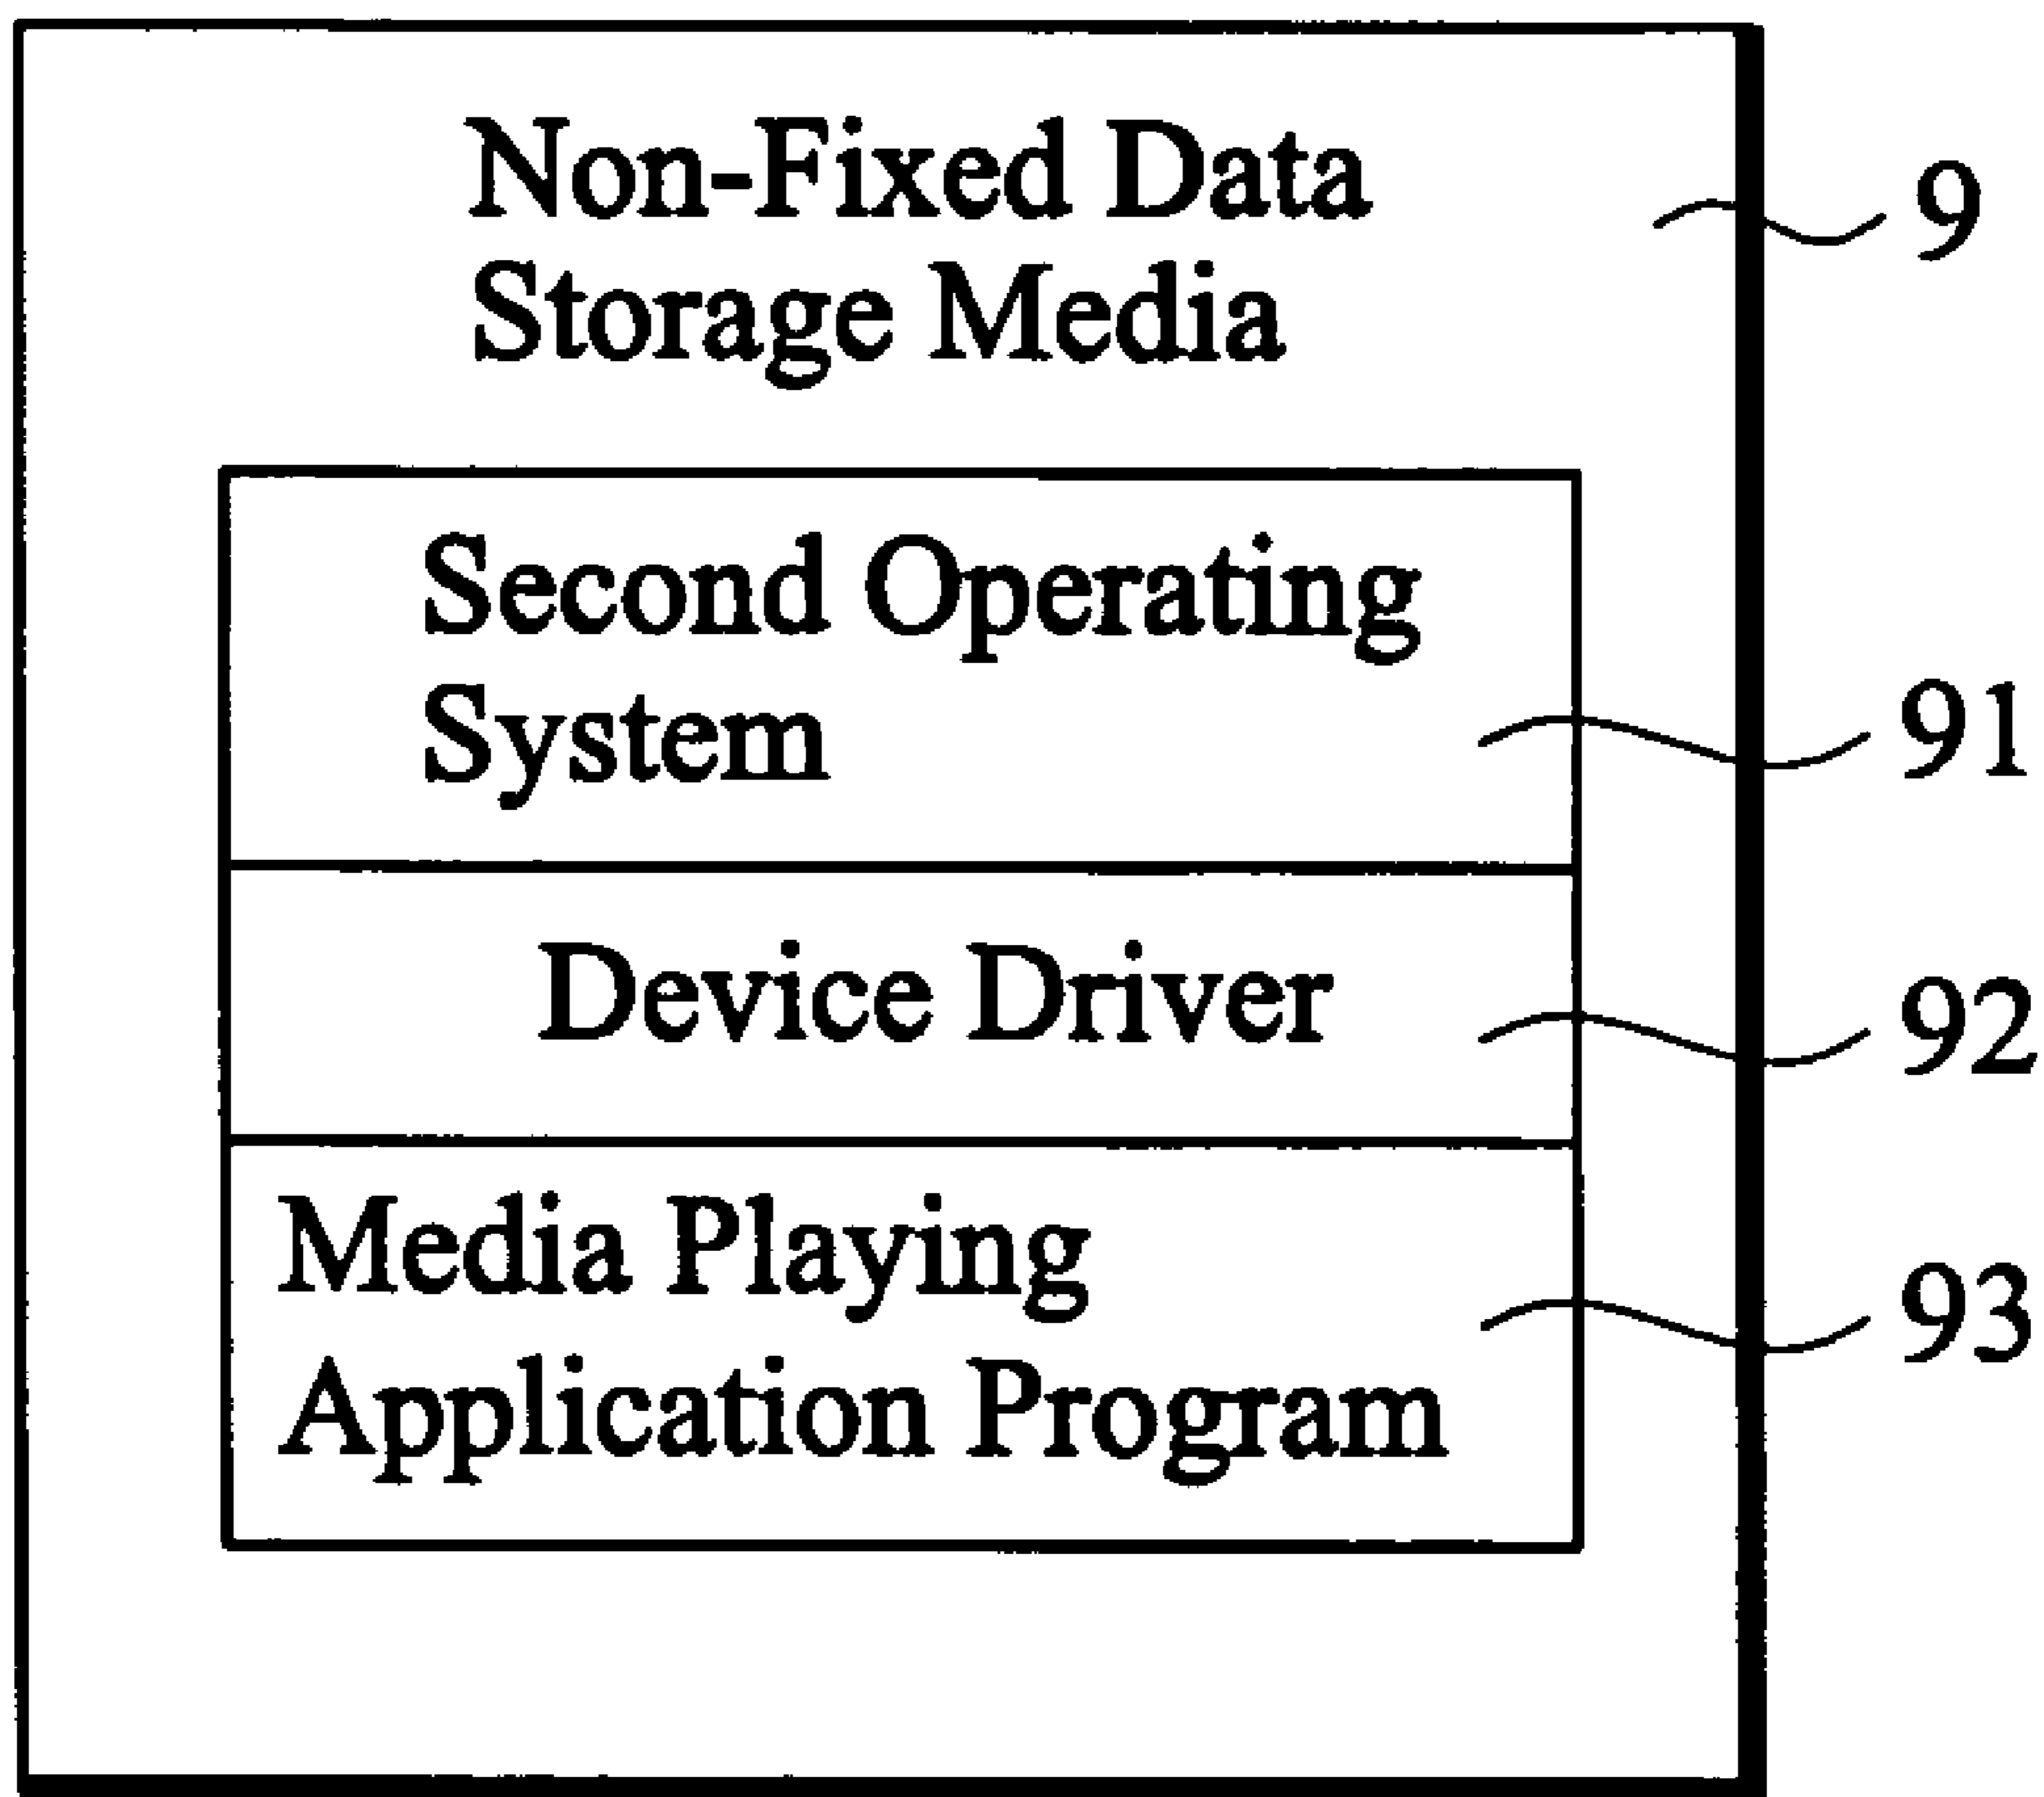 Non-Fixed Data
Storage Media
9
Second Operating
System
91
Device Driver
92
Media Playing
Application Program
93